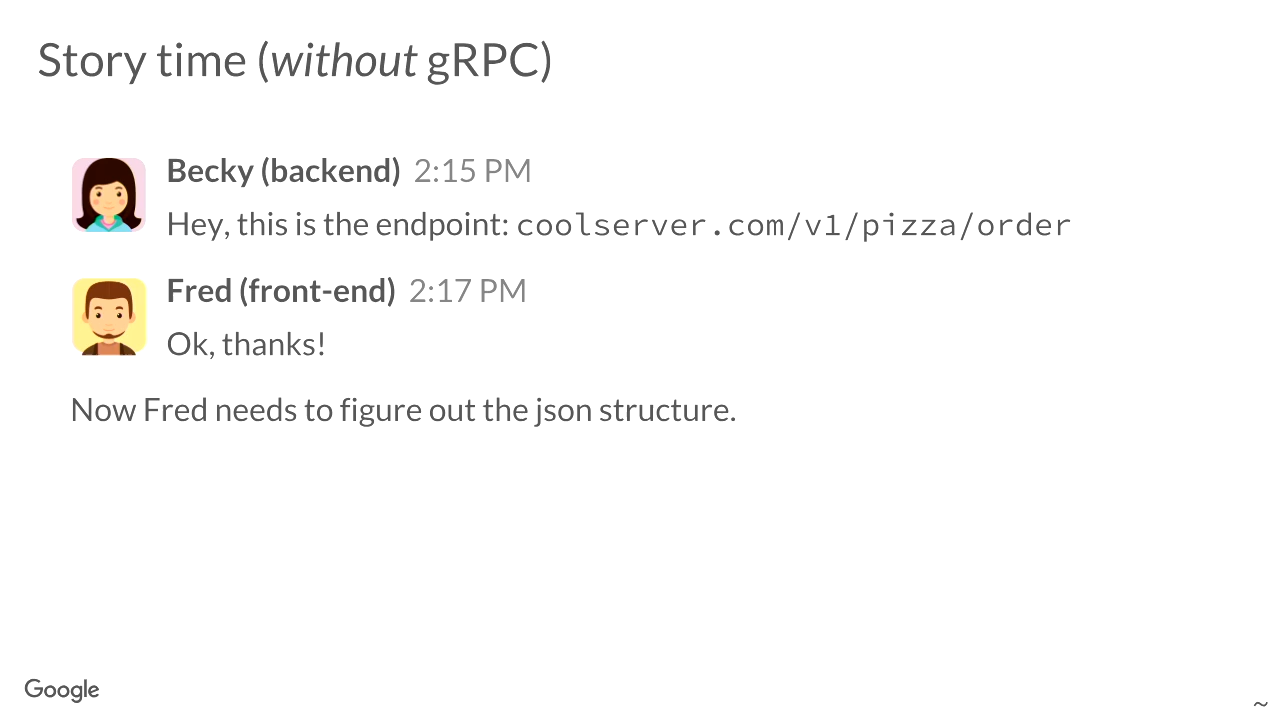 Story time (without gRPC)
Becky (backend) 2:15 PM
Hey, this is the endpoint: coolserver.com/v1/pizza/order
Fred (front-end) 2:17 PM
Ok, thanks!
Now Fred needs to figure out the json structure.
Google
~